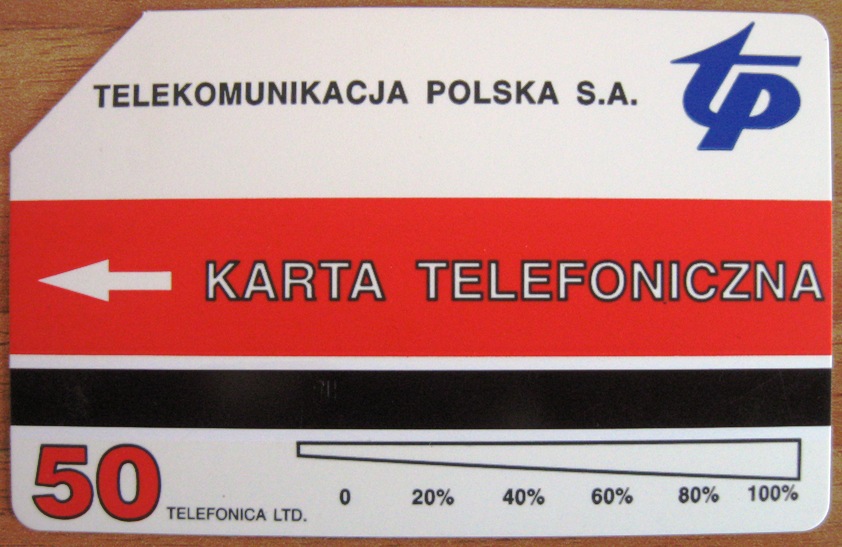 TELEKOMUNIKACJA POLSKA S.A.
tp
KARTA TELEFONICZNA
50 TELEFONICA LTD.
0 20% 40% 60% 80% 100%